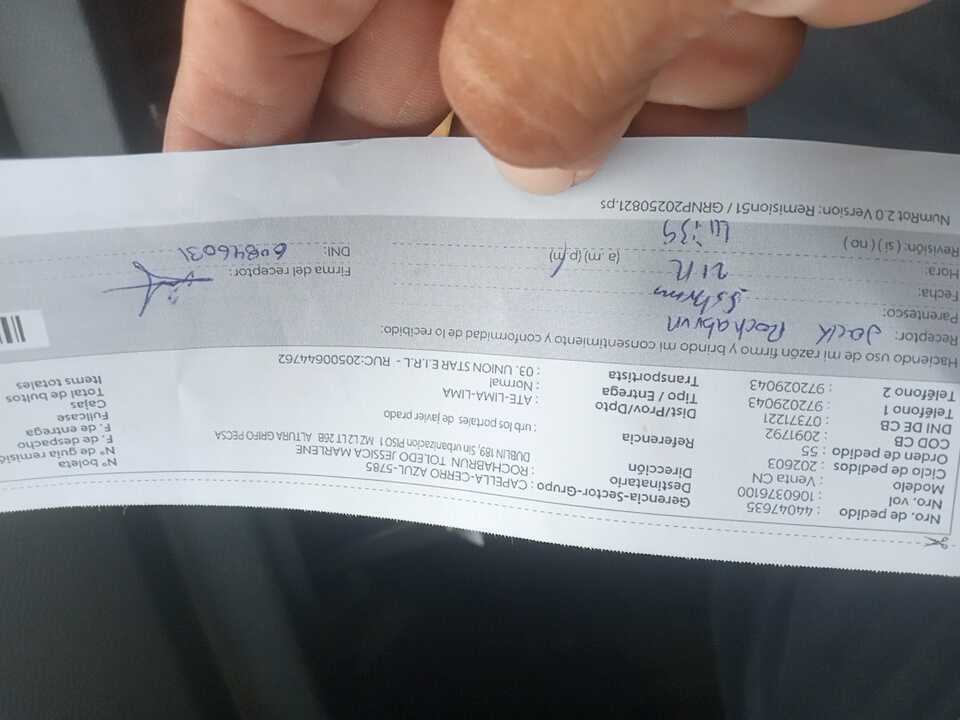 Nro. de pedido : 44047635
Nro. vol : 1060376100
Modelo : Venta CN
Ciclo de pedidos : 202603
Orden de pedido : 55
COD CB : 2091792
DNI DE CB : 07371221
Teléfono 1 : 972029043
Teléfono 2 : 972029043
Gerencia-Sector-Grupo : CAPELLA-CERRO AZUL-5785
Destinatario : ROCHABRUN TOLEDO JESSICA MARLENE
Dirección DUBLIN 189, Sin urbanizacion PISO 1 MZ J LT 26B ALTURA GRIFO PECSA
Referencia : urb los portales de javier prado
Dist/Prov/Dpto : ATE-LIMA-LIMA
Tipo / Entrega : Normal
Transportista : 03. UNION STAR E.I.R.L - RUC:20500644762
N° boleta
N° de guía remisió
F. de despacho
F. de entrega
Fullcase
Cajas
Total de bultos
Items totales
Haciendo uso de mi razón firmo y brindo mi consentimiento y conformidad de lo recibido:
Receptor: Jack Rochabrun
Parentesco:
Fecha:
Hora: (a.m) (p.m)
Revisión: ( si ) ( no )
Firma del receptor:
DNI:
NumRot 2.0 Version: Remision51 / GRNP20250821.ps